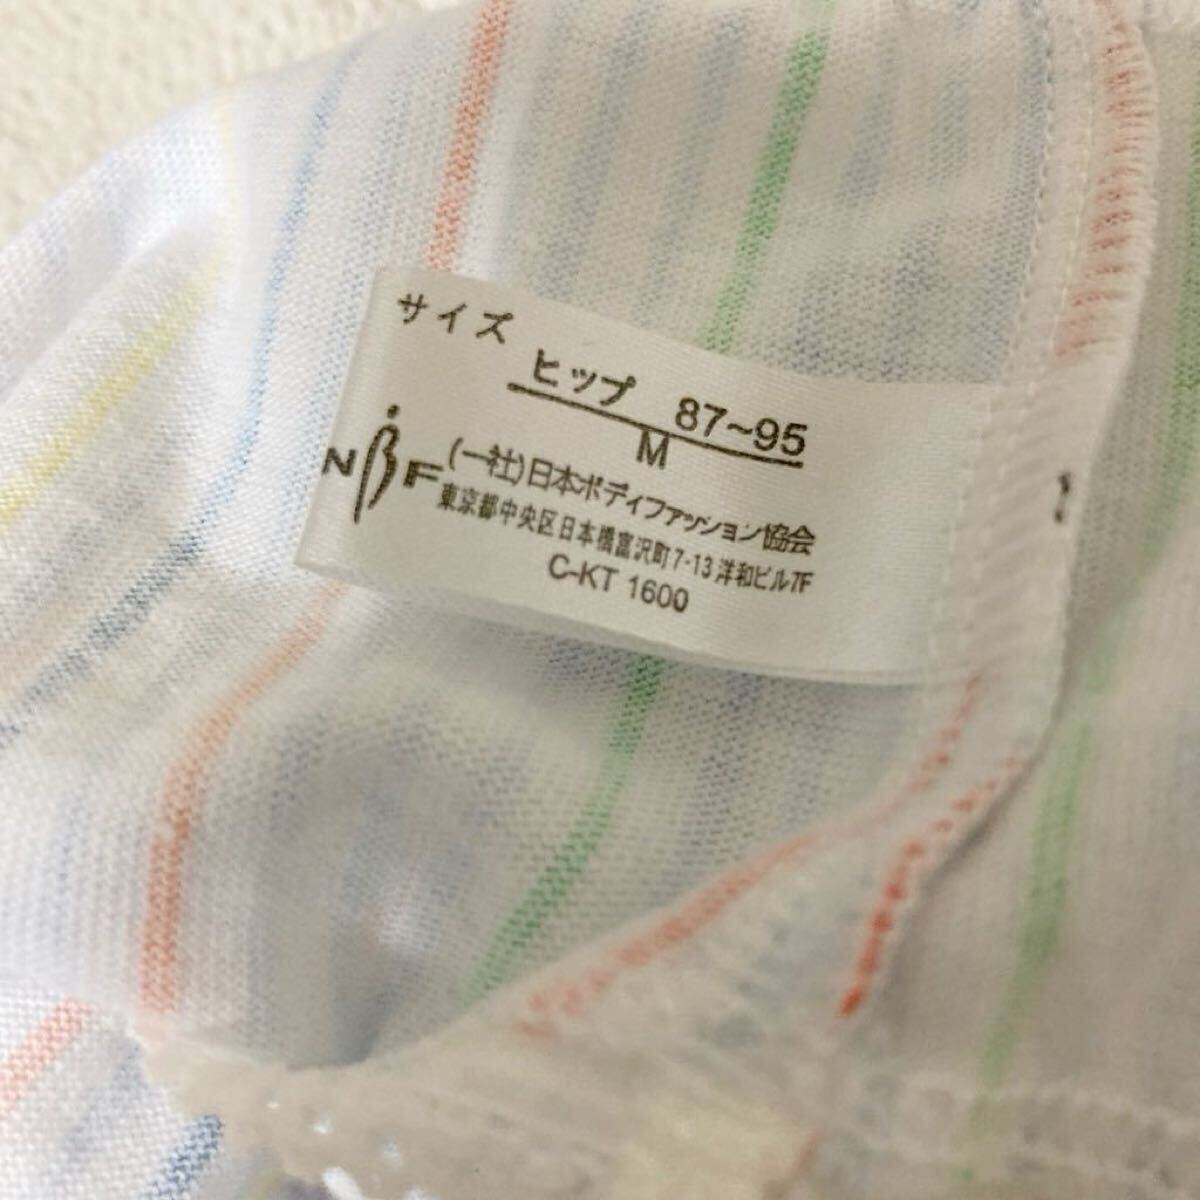 サイズ
ヒップ 87~95
M
NBF (一社)日本ボディファッション協会
東京都中央区日本橋富沢町7-13 洋和ビル7F
C-KT 1600